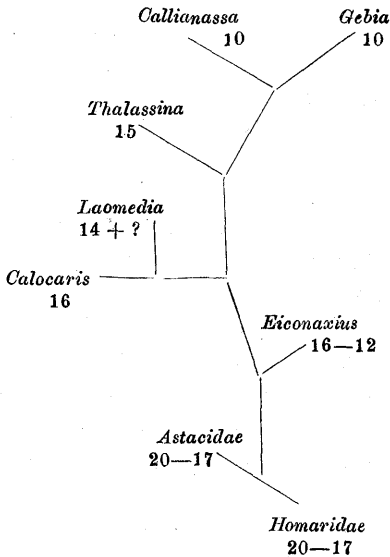 Callianassa
10
Gebia
10
Thalassina
15
Laomedia
14 + ?
Calocaris
16
Eiconaxius
16—12
Astacidae
20—17
Homaridae
20—17